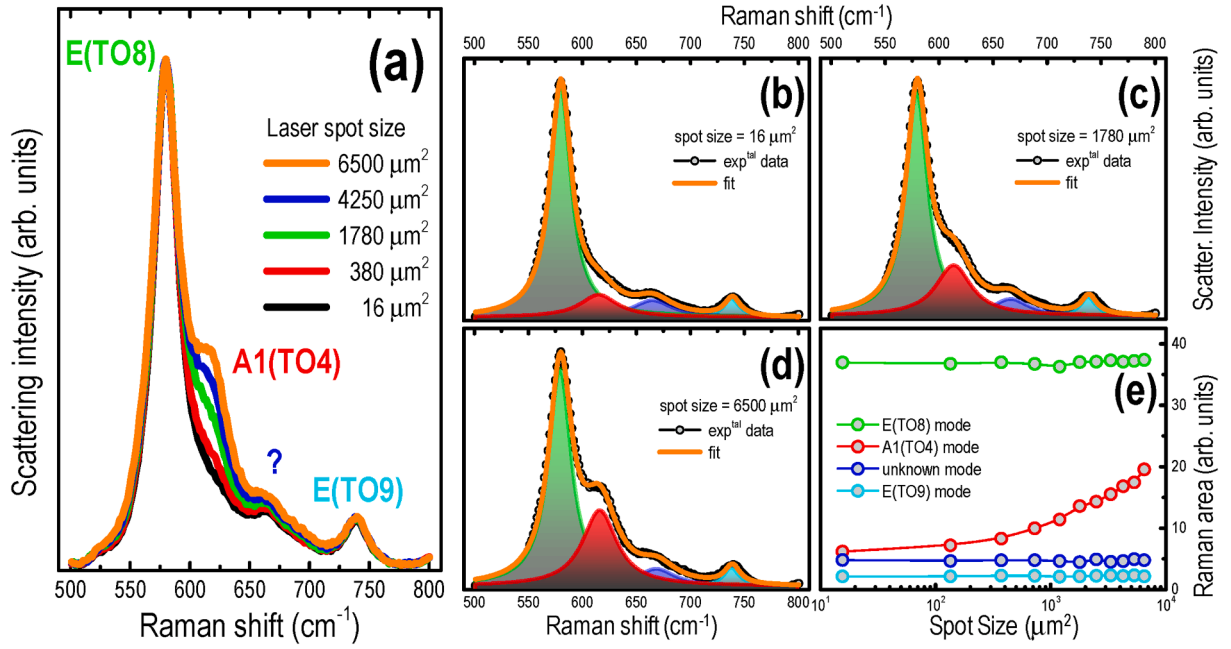 E(TO8)
(a)
Laser spot size
6500 μm²
4250 μm²
1780 μm²
380 μm²
16 μm²
A1(TO4)
?
E(TO9)
Scattering intensity (arb. units)
500 550 600 650 700 750 800
Raman shift (cm⁻¹)
Raman shift (cm⁻¹)
500 550 600 650 700 750 800
(b)
spot size = 16 μm²
expᵗᵃˡ data
fit
500 550 600 650 700 750 800
(c)
spot size = 1780 μm²
expᵗᵃˡ data
fit
Scatter. Intensity (arb. units)
(d)
spot size = 6500 μm²
expᵗᵃˡ data
fit
500 550 600 650 700 750 800
Raman shift (cm⁻¹)
(e)
E(TO8) mode
A1(TO4) mode
unknown mode
E(TO9) mode
40
30
20
10
0
Raman area (arb. units)
10¹ 10² 10³ 10⁴
Spot Size (μm²)